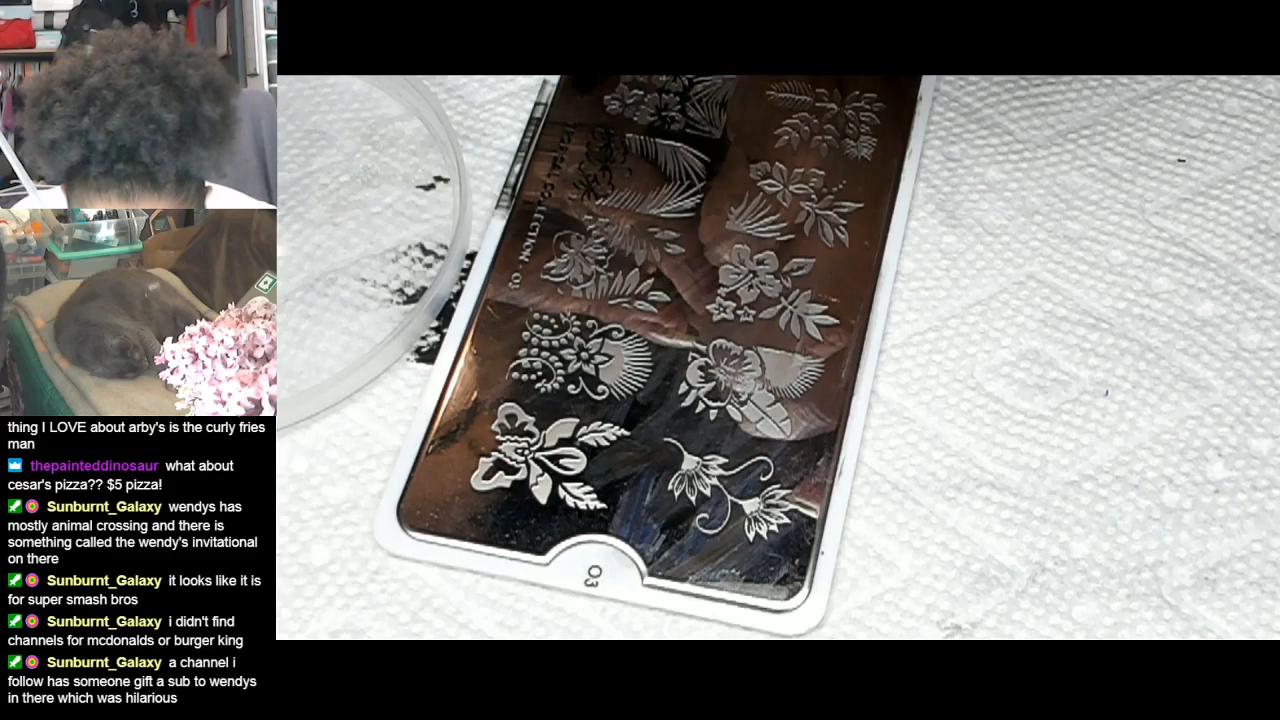 thing I LOVE about arby's is the curly fries
man
thepainteddinosaur what about
cesar's pizza?? $5 pizza!
Sunburnt_Galaxy wendys has
mostly animal crossing and there is
something called the wendy's invitational
on there
Sunburnt_Galaxy it looks like it is
for super smash bros
Sunburnt_Galaxy i didn't find
channels for mcdonalds or burger king
Sunburnt_Galaxy a channel i
follow has someone gift a sub to wendys
in there which was hilarious
COLLECTION - 03
03